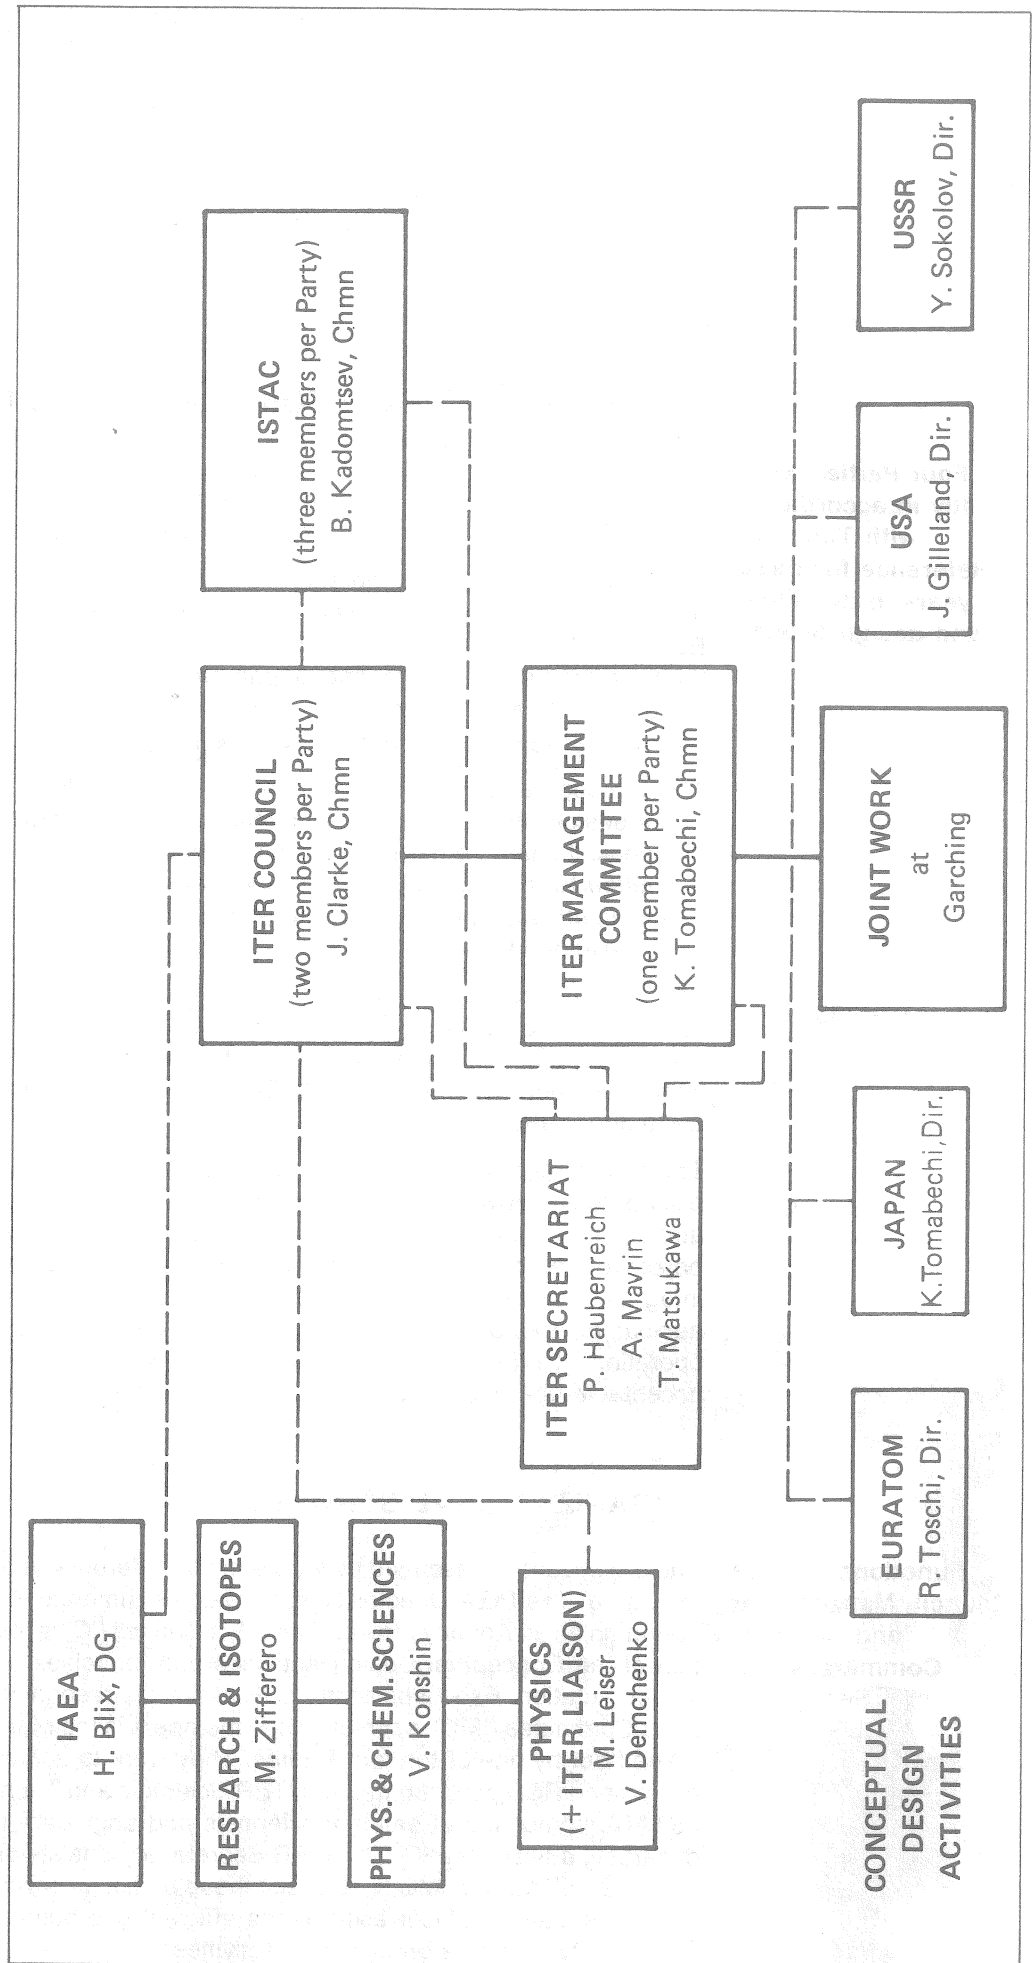 IAEA
H. Blix, DG
RESEARCH & ISOTOPES
M. Zifferero
PHYS. & CHEM. SCIENCES
V. Konshin
PHYSICS
(+ ITER LIAISON)
M. Leiser
V. Demchenko
ITER COUNCIL
(two members per Party)
J. Clarke, Chmn
ISTAC
(three members per Party)
B. Kadomtsev, Chmn
ITER SECRETARIAT
P. Haubenreich
A. Mavrin
T. Matsukawa
ITER MANAGEMENT
COMMITTEE
(one member per Party)
K. Tomabechi, Chmn
CONCEPTUAL
DESIGN
ACTIVITIES
EURATOM
R. Toschi, Dir.
JAPAN
K.Tomabechi,Dir.
JOINT WORK
at
Garching
USA
J. Gilleland, Dir.
USSR
Y. Sokolov, Dir.